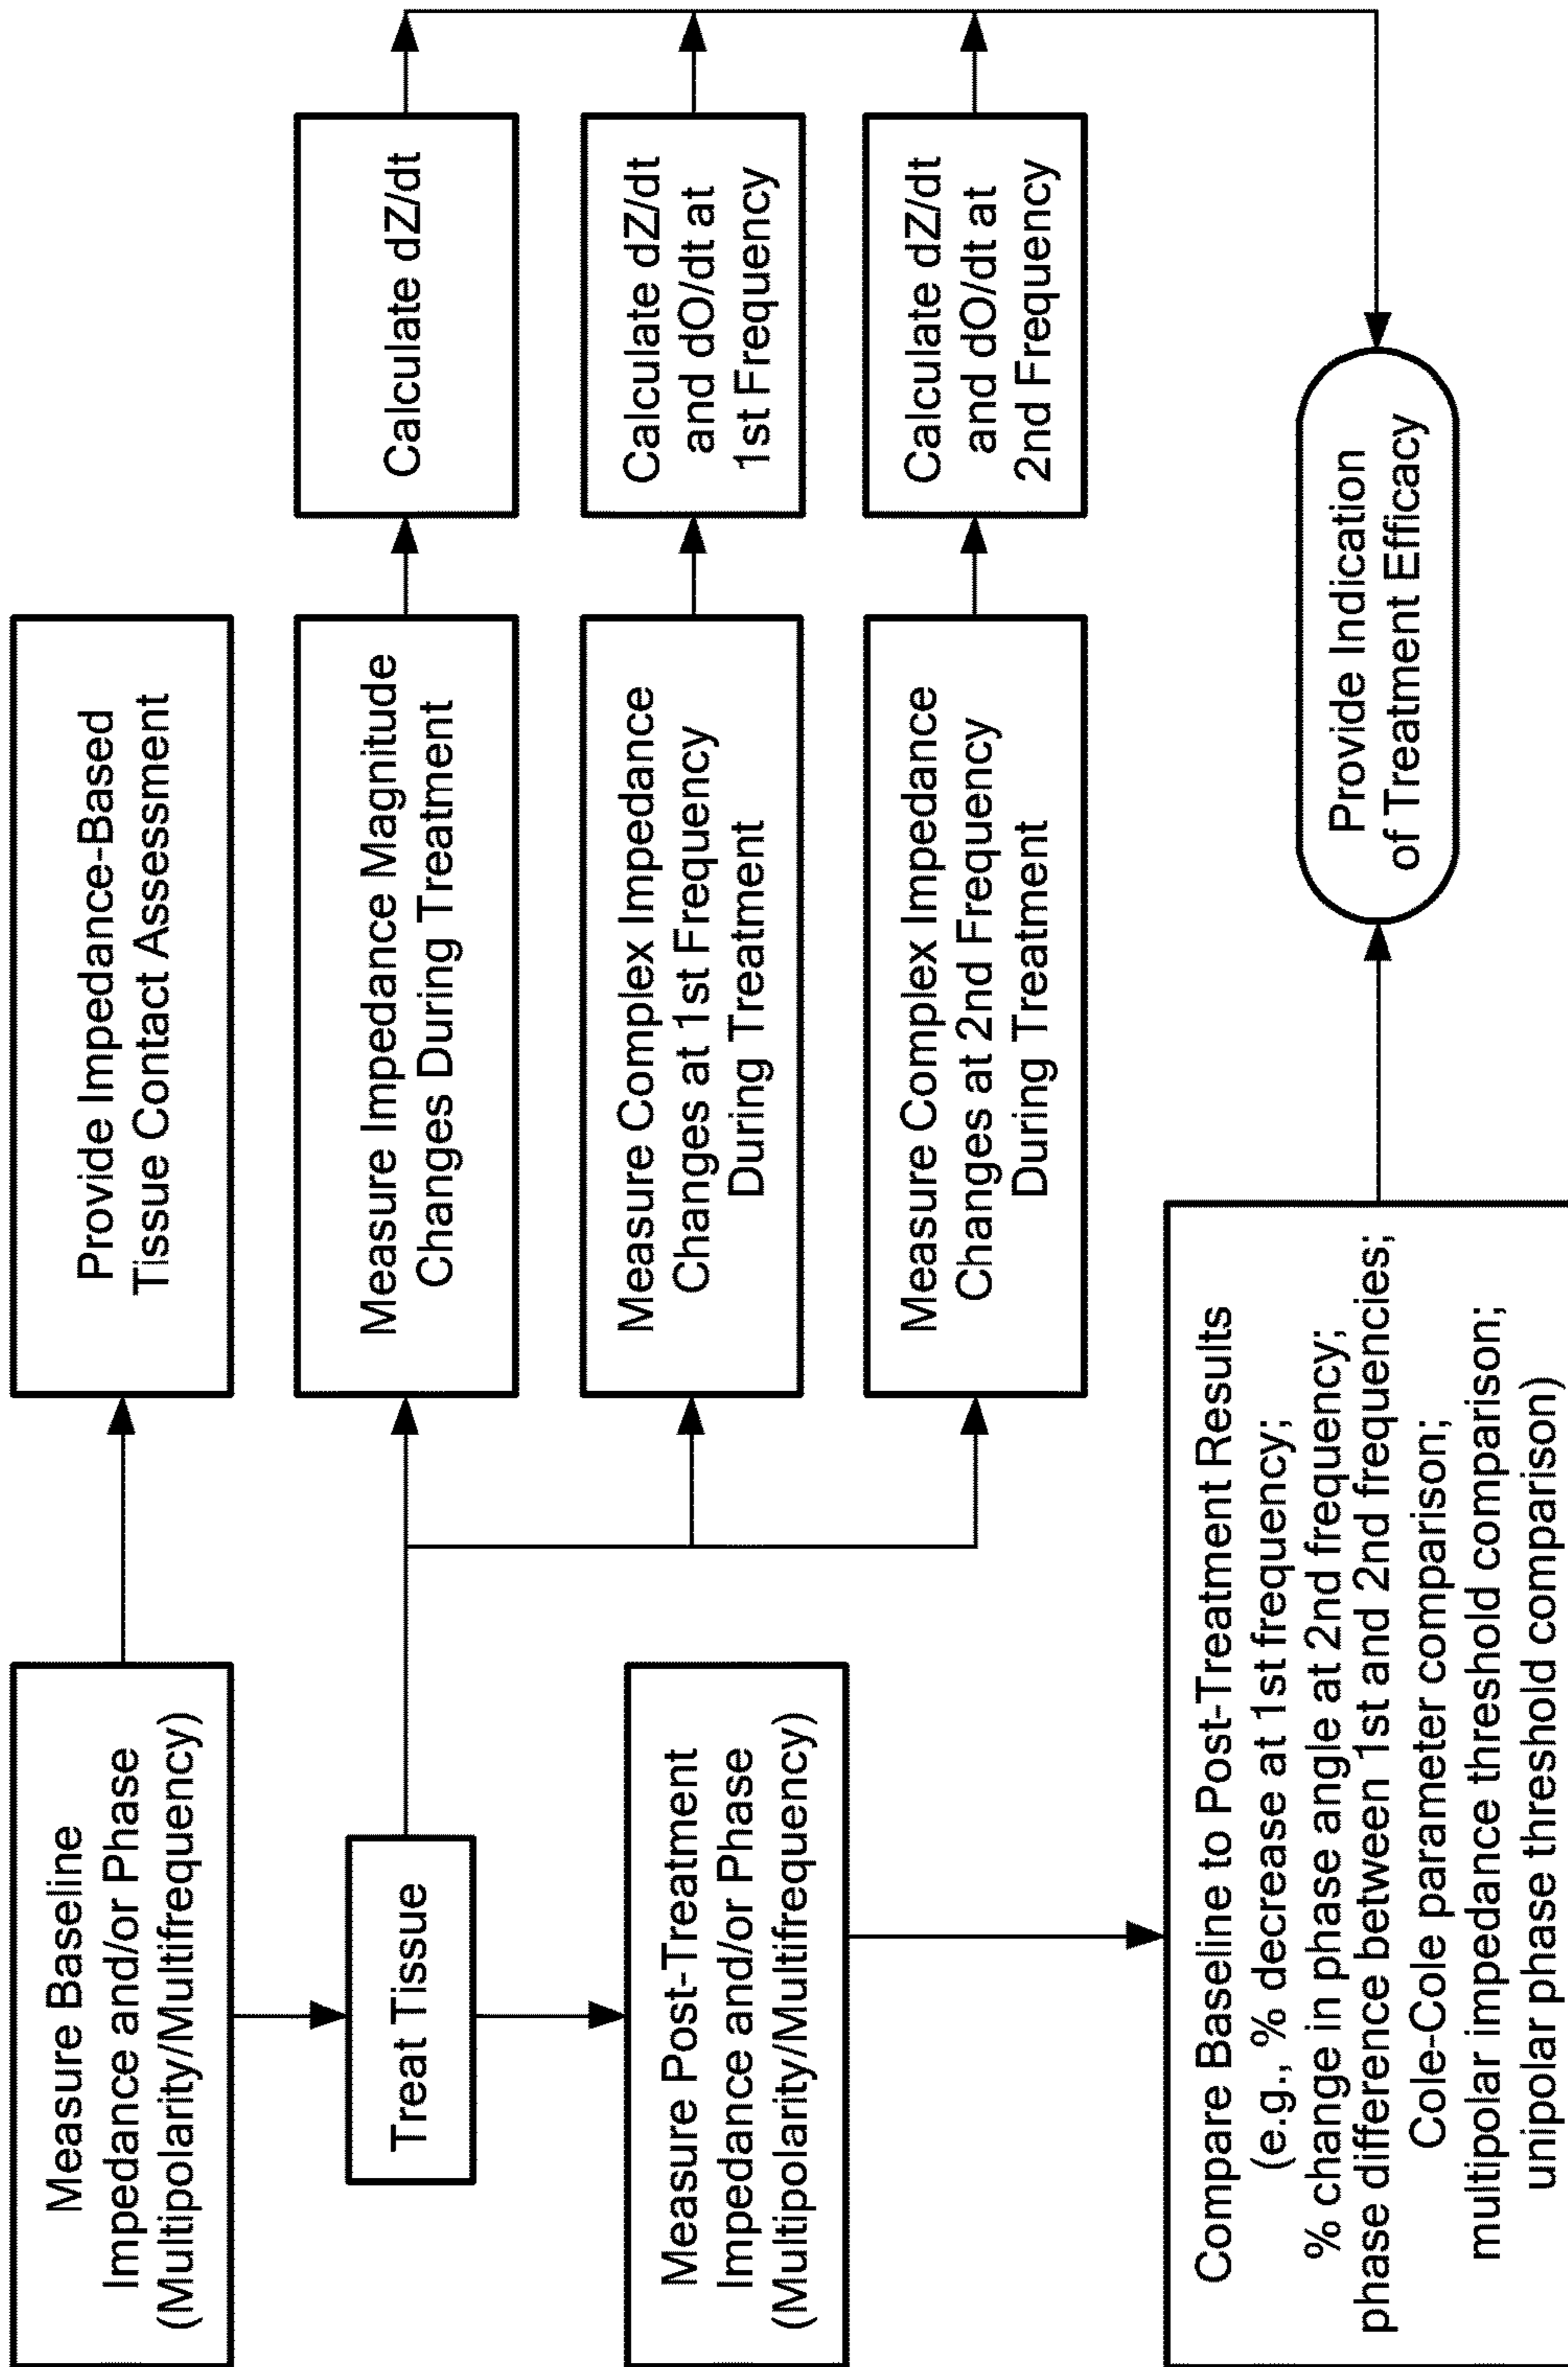 Measure Baseline
Impedance and/or Phase
(Multipolarity/Multifrequency)
Provide Impedance-Based
Tissue Contact Assessment
Treat Tissue
Measure Impedance Magnitude
Changes During Treatment
Calculate dZ/dt
Measure Complex Impedance
Changes at 1st Frequency
During Treatment
Calculate dZ/dt
and dO/dt at
1st Frequency
Measure Complex Impedance
Changes at 2nd Frequency
During Treatment
Calculate dZ/dt
and dO/dt at
2nd Frequency
Measure Post-Treatment
Impedance and/or Phase
(Multipolarity/Multifrequency)
Compare Baseline to Post-Treatment Results
(e.g., % decrease at 1st frequency;
% change in phase angle at 2nd frequency;
phase difference between 1st and 2nd frequencies;
Cole-Cole parameter comparison;
multipolar impedance threshold comparison;
unipolar phase threshold comparison)
Provide Indication
of Treatment Efficacy